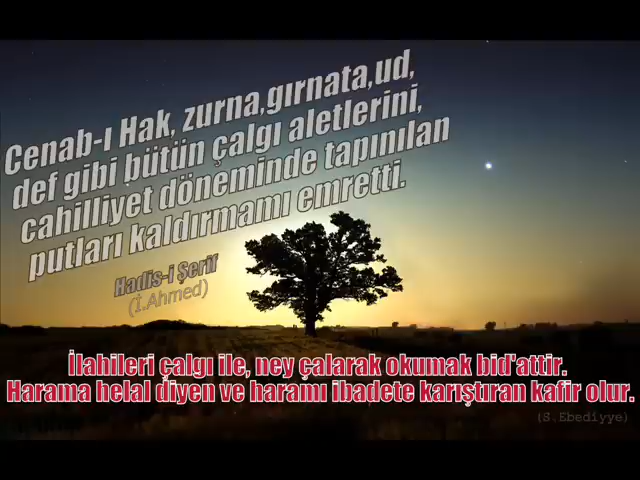 Cenab-ı Hak, zurna,gırnata,ud,
def gibi bütün çalgı aletlerini,
cahilliyet döneminde tapınılan
putları kaldırmamı emretti.
Hadis-i Şerif
(İ.Ahmed)
İlahileri çalgı ile, ney çalarak okumak bid'attir.
Harama helal diyen ve haramı ibadete karıştıran kafir olur.
(S.Ebediyye)